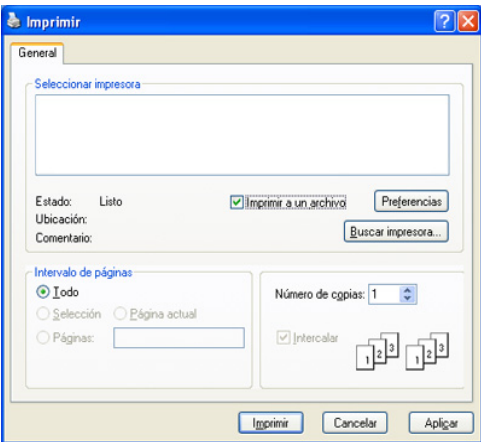 Imprimir
General
Seleccionar impresora
Estado: Listo
Imprimir a un archivo
Preferencias
Ubicación:
Comentario:
Buscar impresora...
Intervalo de páginas
Todo
Selección Página actual
Páginas:
Número de copias: 1
Intercalar
1 2 3 1 2 3
Imprimir Cancelar Aplicar